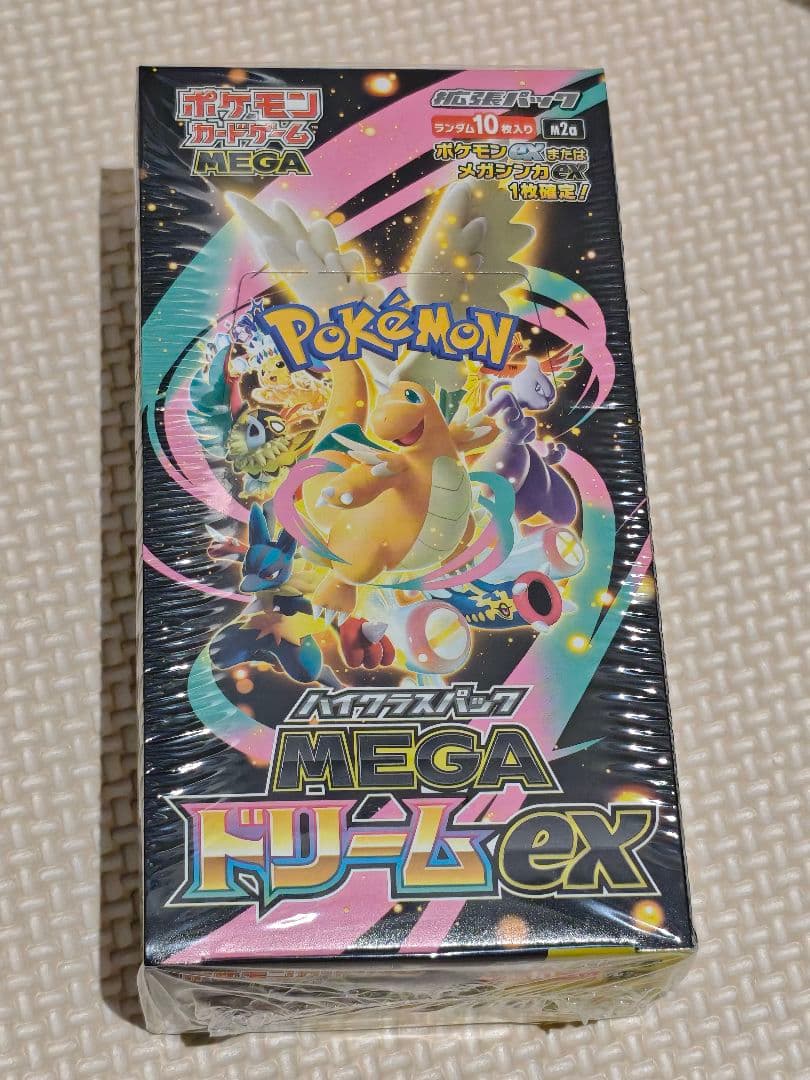 ポケモン
カードゲーム
MEGA
拡張パック
ランダム10枚入り M2a
ポケモンexまたは
メガシンカex
1枚確定!
POKéMON
TM
ハイクラスパック
MEGA
ドリームex